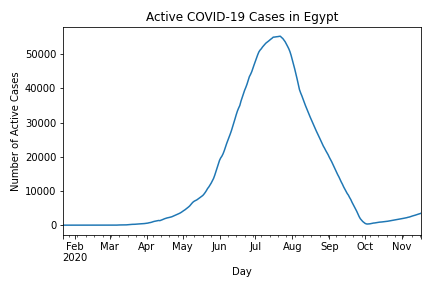 Active COVID-19 Cases in Egypt
Number of Active Cases
50000
40000
30000
20000
10000
0
Feb Mar Apr May Jun Jul Aug Sep Oct Nov
2020
Day